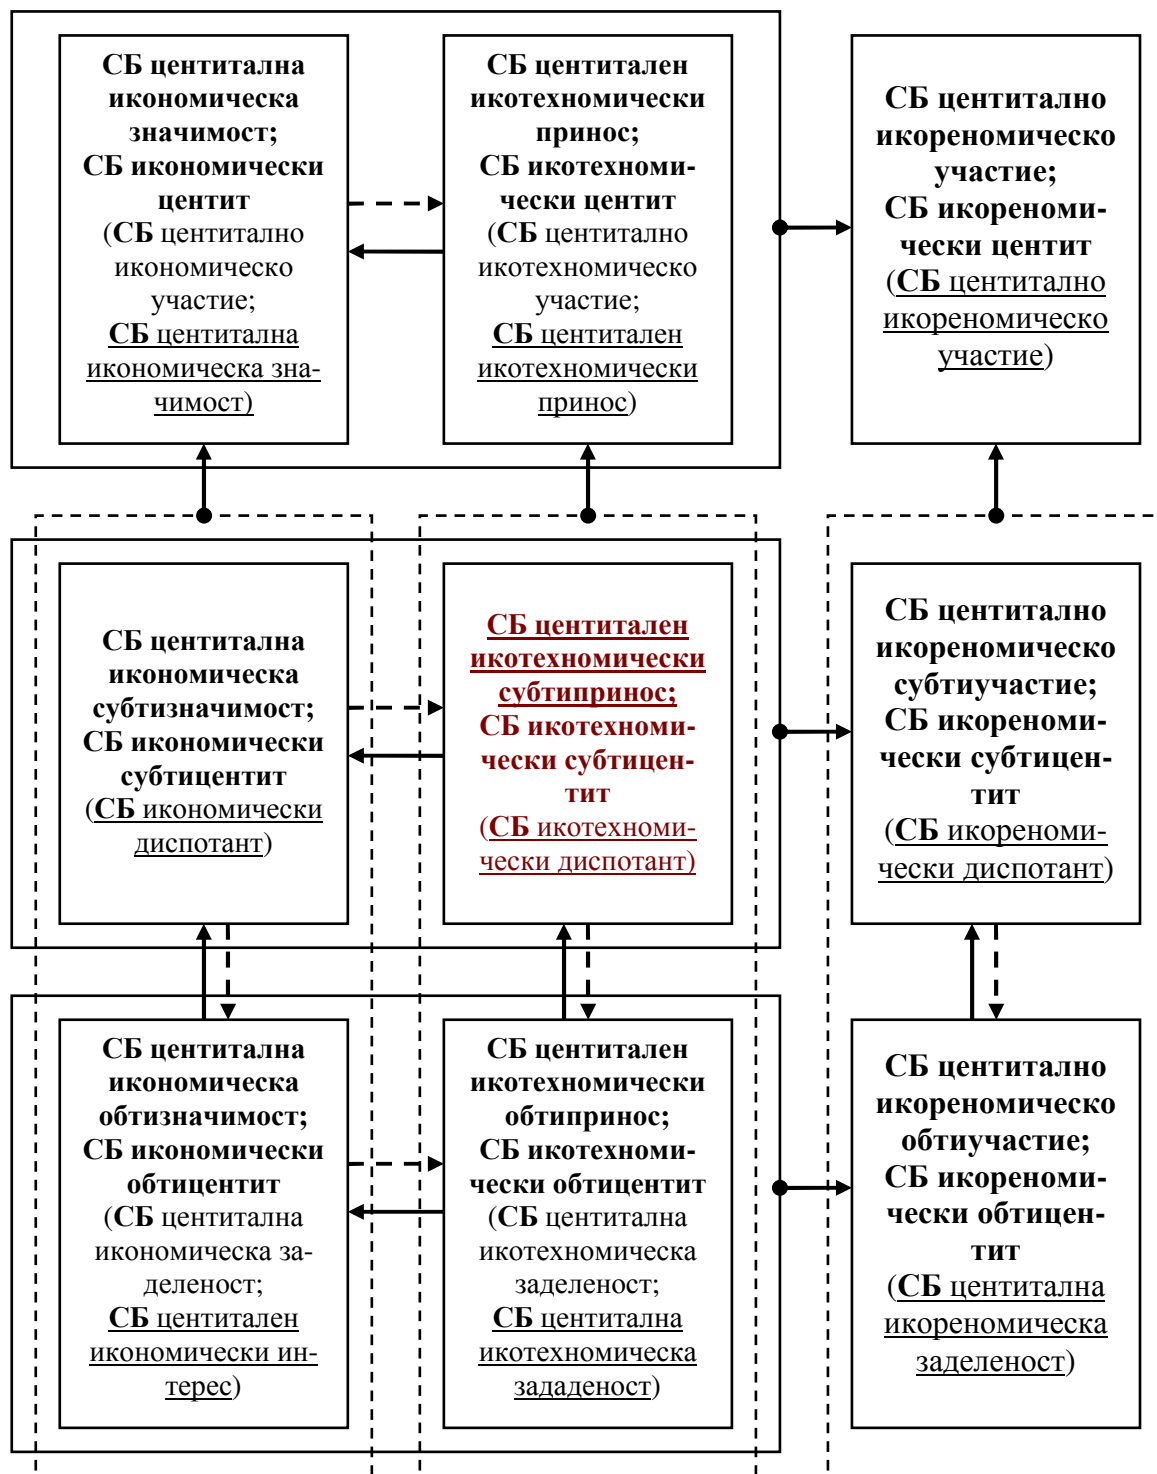 СБ центитална
икономическа
значимост;
СБ икономически
центит
(СБ центитално
икономическо
участие;
СБ центитална
икономическа зна-
чимост)
СБ центитален
икотехномически
принос;
СБ икотехноми-
чески центит
(СБ центитално
икотехномическо
участие;
СБ центитален
икотехномически
принос)
СБ центитално
икореномическо
участие;
СБ икореноми-
чески центит
(СБ центитално
икореномическо
участие)
СБ центитална
икономическа
субтизначимост;
СБ икономически
субтицентит
(СБ икономически
диспотант)
СБ центитален
икотехномически
субтипринос;
СБ икотехноми-
чески субтицен-
тит
(СБ икотехноми-
чески диспотант)
СБ центитално
икореномическо
субтиучастие;
СБ икореноми-
чески субтицен-
тит
(СБ икореноми-
чески диспотант)
СБ центитална
икономическа
обтизначимост;
СБ икономически
обтицентит
(СБ центитална
икономическа за-
деленост;
СБ центитален
икономически ин-
терес)
СБ центитален
икотехномически
обтипринос;
СБ икотехноми-
чески обтицентит
(СБ центитална
икотехномическа
заделеност;
СБ центитална
икотехномическа
зададеност)
СБ центитално
икореномическо
обтиучастие;
СБ икореноми-
чески обтицен-
тит
(СБ центитална
икореномическа
заделеност)